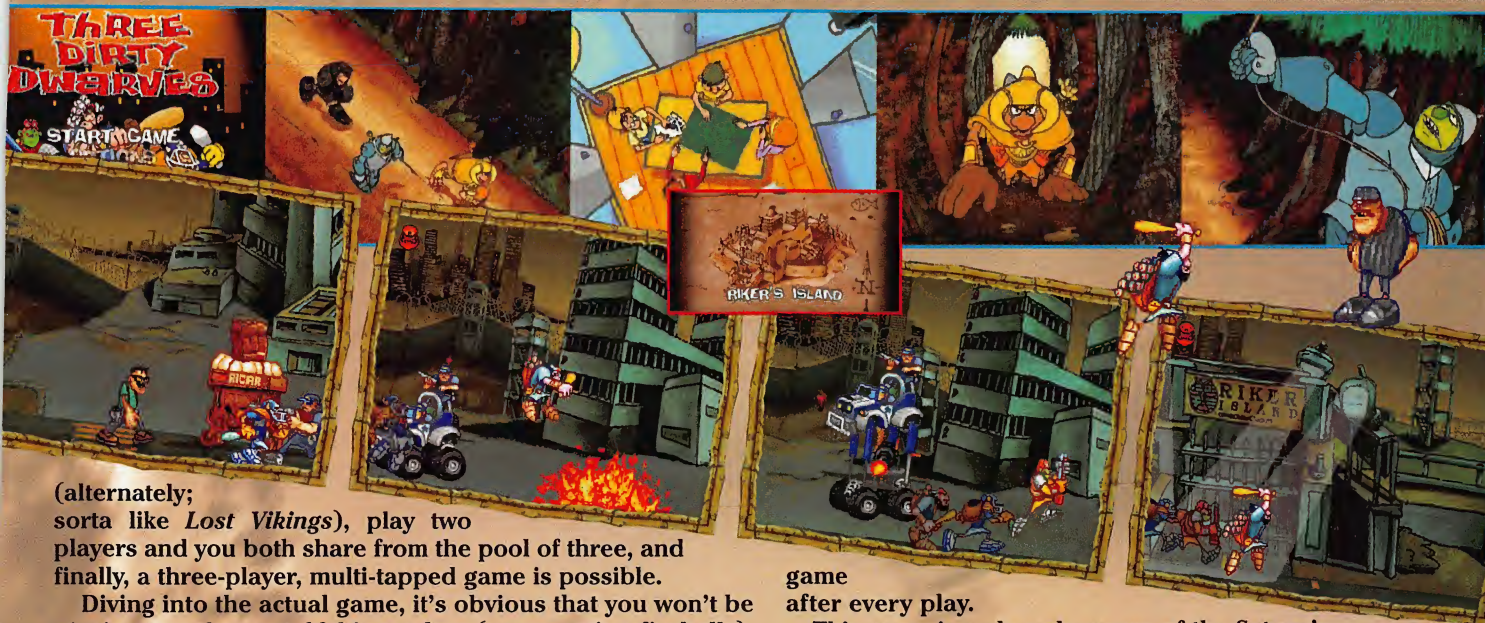 THREE
DIRTY
DWARVES
START GAME
RIKER'S ISLAND
N
RIKER
ISLAND
(alternately;
sorta like Lost Vikings), play two
players and you both share from the pool of three, and
finally, a three-player, multi-tapped game is possible.
Diving into the actual game, it's obvious that you won't be
game
after every play.